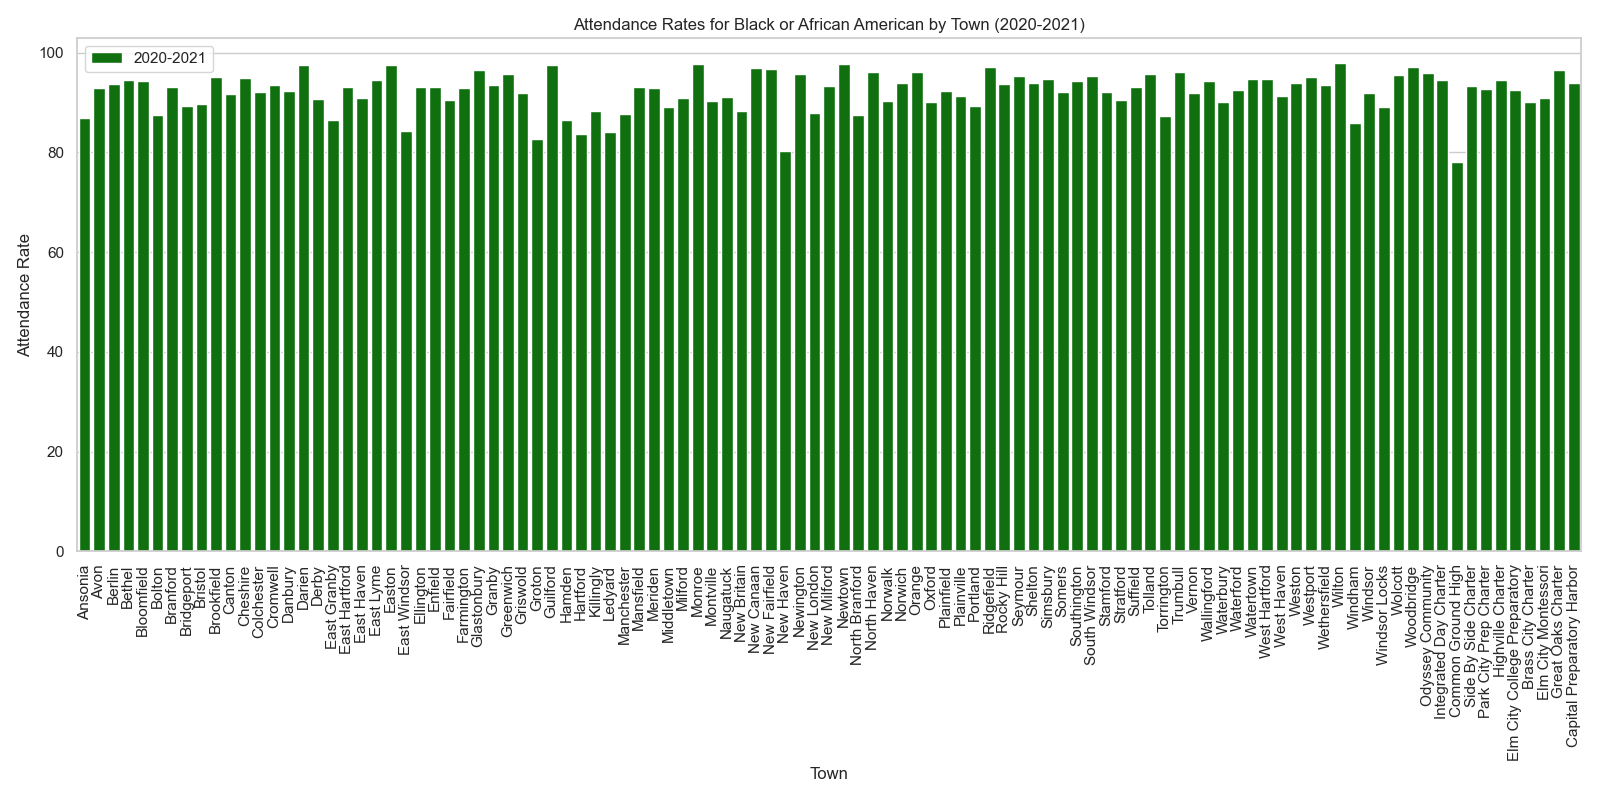 Attendance Rates for Black or African American by Town (2020-2021)
2020-2021
Attendance Rate
100
80
60
40
20
0
Ansonia
Avon
Berlin
Bethel
Bloomfield
Bolton
Branford
Bridgeport
Bristol
Brookfield
Canton
Cheshire
Colchester
Cromwell
Danbury
Darien
Derby
East Granby
East Hartford
East Haven
East Lyme
Easton
East Windsor
Ellington
Enfield
Fairfield
Farmington
Glastonbury
Granby
Greenwich
Griswold
Groton
Guilford
Hamden
Hartford
Killingly
Ledyard
Manchester
Mansfield
Meriden
Middletown
Milford
Monroe
Montville
Naugatuck
New Britain
New Canaan
New Fairfield
New Haven
Newington
New London
New Milford
Newtown
North Branford
North Haven
Norwalk
Norwich
Orange
Oxford
Plainfield
Plainville
Portland
Ridgefield
Rocky Hill
Seymour
Shelton
Simsbury
Somers
Southington
South Windsor
Stamford
Stratford
Suffield
Tolland
Torrington
Trumbull
Vernon
Wallingford
Waterbury
Waterford
Watertown
West Hartford
West Haven
Weston
Westport
Wethersfield
Wilton
Windham
Windsor
Windsor Locks
Wolcott
Woodbridge
Odyssey Community
Integrated Day Charter
Common Ground High
Side By Side Charter
Park City Prep Charter
Highville Charter
Elm City College Preparatory
Brass City Charter
Elm City Montessori
Great Oaks Charter
Capital Preparatory Harbor
Town